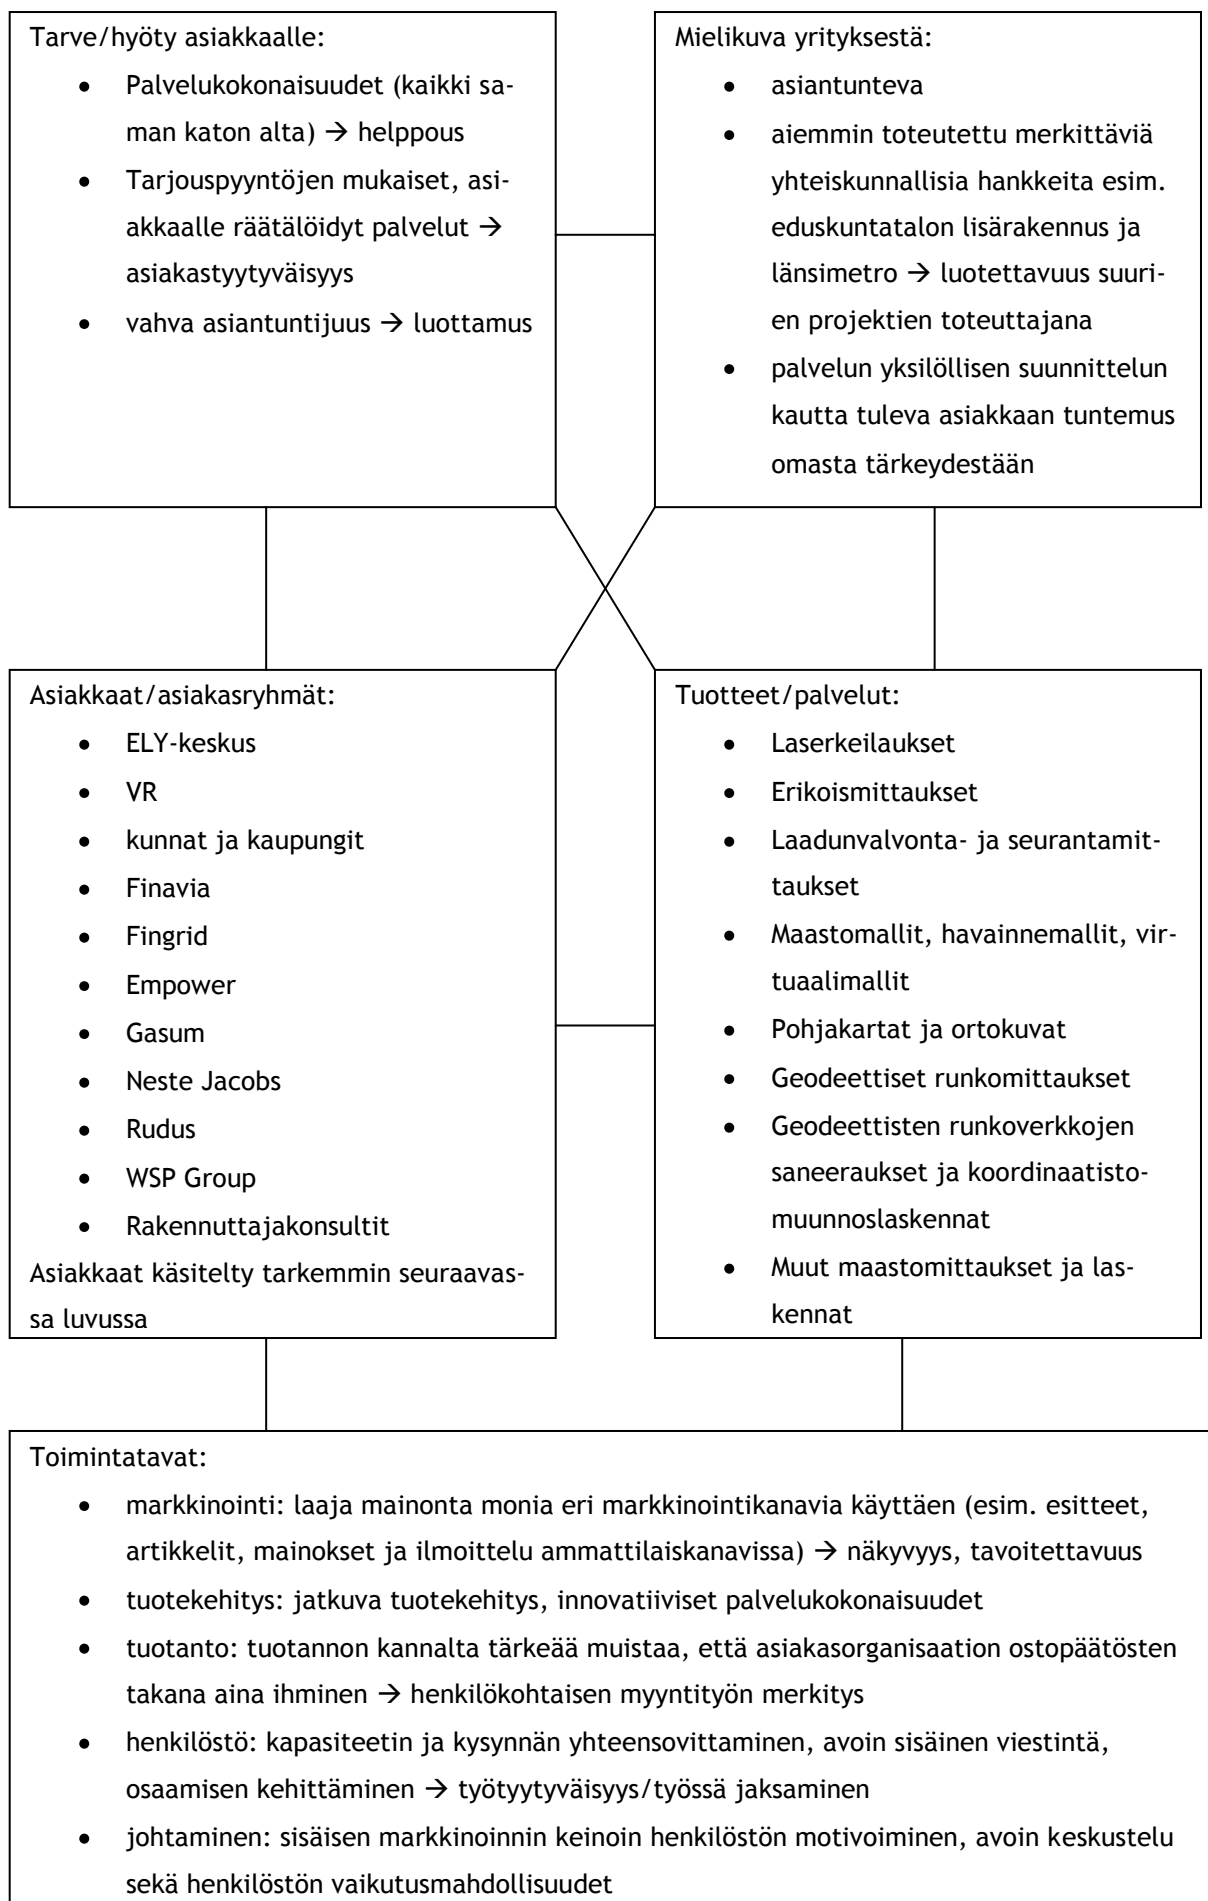 Tarve/hyöty asiakkaalle:
• Palvelukokonaisuudet (kaikki sa-
man katon alta) → helppous
• Tarjouspyyntöjen mukaiset, asi-
akkaalle räätälöidyt palvelut →
asiakastyytyväisyys
• vahva asiantuntijuus → luottamus
Mielikuva yrityksestä:
• asiantunteva
• aiemmin toteutettu merkittäviä
yhteiskunnallisia hankkeita esim.
eduskuntatalon lisärakennus ja
länsimetro → luotettavuus suuri-
en projektien toteuttajana
• palvelun yksilöllisen suunnittelun
kautta tuleva asiakkaan tuntemus
omasta tärkeydestään
Asiakkaat/asiakasryhmät:
• ELY-keskus
• VR
• kunnat ja kaupungit
• Finavia
• Fingrid
• Empower
• Gasum
• Neste Jacobs
• Rudus
• WSP Group
• Rakennuttajakonsultit
Asiakkaat käsitelty tarkemmin seuraavas-
sa luvussa
Tuotteet/palvelut:
• Laserkeilaukset
• Erikoismittaukset
• Laadunvalvonta- ja seurantamit-
taukset
• Maastomallit, havainnemallit, vir-
tuaalimallit
• Pohjakartat ja ortokuvat
• Geodeettiset runkomittaukset
• Geodeettisten runkoverkkojen
saneeraukset ja koordinaatisto-
muunnoslaskennat
• Muut maastomittaukset ja las-
kennat
Toimintatavat:
• markkinointi: laaja mainonta monia eri markkinointikanavia käyttäen (esim. esitteet,
artikkelit, mainokset ja ilmoittelu ammattilaiskanavissa) → näkyvyys, tavoitettavuus
• tuotekehitys: jatkuva tuotekehitys, innovatiiviset palvelukokonaisuudet
• tuotanto: tuotannon kannalta tärkeää muistaa, että asiakasorganisaation ostopäätösten
takana aina ihminen → henkilökohtaisen myyntityön merkitys
• henkilöstö: kapasiteetin ja kysynnän yhteensovittaminen, avoin sisäinen viestintä,
osaamisen kehittäminen → työtyytyväisyys/työssä jaksaminen
• johtaminen: sisäisen markkinoinnin keinoin henkilöstön motivoiminen, avoin keskustelu
sekä henkilöstön vaikutusmahdollisuudet